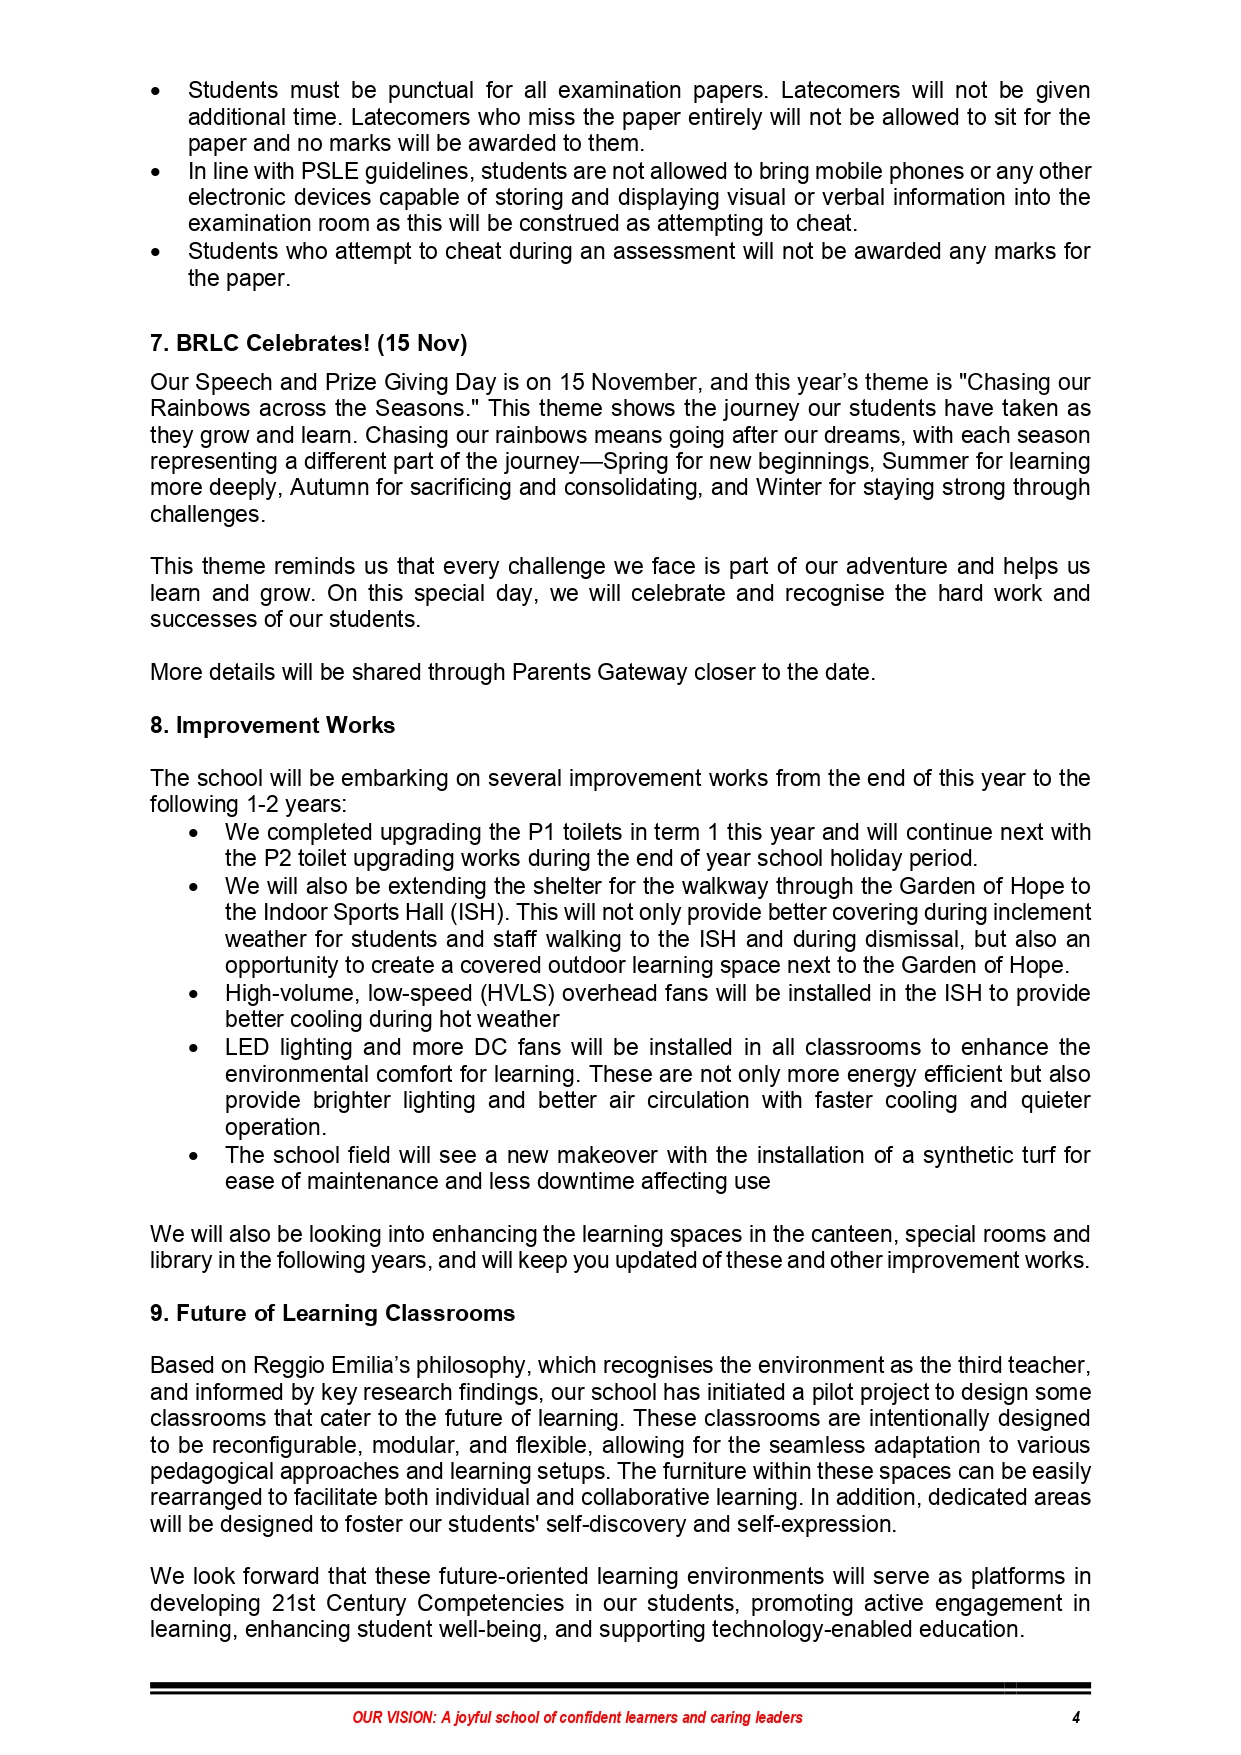 • Students must be punctual for all examination papers. Latecomers will not be given
additional time. Latecomers who miss the paper entirely will not be allowed to sit for the
paper and no marks will be awarded to them.
• In line with PSLE guidelines, students are not allowed to bring mobile phones or any other
electronic devices capable of storing and displaying visual or verbal information into the
examination room as this will be construed as attempting to cheat.
• Students who attempt to cheat during an assessment will not be awarded any marks for
the paper.
7. BRLC Celebrates! (15 Nov)
Our Speech and Prize Giving Day is on 15 November, and this year’s theme is "Chasing our
Rainbows across the Seasons." This theme shows the journey our students have taken as
they grow and learn. Chasing our rainbows means going after our dreams, with each season
representing a different part of the journey—Spring for new beginnings, Summer for learning
more deeply, Autumn for sacrificing and consolidating, and Winter for staying strong through
challenges.
This theme reminds us that every challenge we face is part of our adventure and helps us
learn and grow. On this special day, we will celebrate and recognise the hard work and
successes of our students.
More details will be shared through Parents Gateway closer to the date.
8. Improvement Works
The school will be embarking on several improvement works from the end of this year to the
following 1-2 years:
• We completed upgrading the P1 toilets in term 1 this year and will continue next with
the P2 toilet upgrading works during the end of year school holiday period.
• We will also be extending the shelter for the walkway through the Garden of Hope to
the Indoor Sports Hall (ISH). This will not only provide better covering during inclement
weather for students and staff walking to the ISH and during dismissal, but also an
opportunity to create a covered outdoor learning space next to the Garden of Hope.
• High-volume, low-speed (HVLS) overhead fans will be installed in the ISH to provide
better cooling during hot weather
• LED lighting and more DC fans will be installed in all classrooms to enhance the
environmental comfort for learning. These are not only more energy efficient but also
provide brighter lighting and better air circulation with faster cooling and quieter
operation.
• The school field will see a new makeover with the installation of a synthetic turf for
ease of maintenance and less downtime affecting use
We will also be looking into enhancing the learning spaces in the canteen, special rooms and
library in the following years, and will keep you updated of these and other improvement works.
9. Future of Learning Classrooms
Based on Reggio Emilia’s philosophy, which recognises the environment as the third teacher,
and informed by key research findings, our school has initiated a pilot project to design some
classrooms that cater to the future of learning. These classrooms are intentionally designed
to be reconfigurable, modular, and flexible, allowing for the seamless adaptation to various
pedagogical approaches and learning setups. The furniture within these spaces can be easily
rearranged to facilitate both individual and collaborative learning. In addition, dedicated areas
will be designed to foster our students' self-discovery and self-expression.
We look forward that these future-oriented learning environments will serve as platforms in
developing 21st Century Competencies in our students, promoting active engagement in
learning, enhancing student well-being, and supporting technology-enabled education.
OUR VISION: A joyful school of confident learners and caring leaders 4